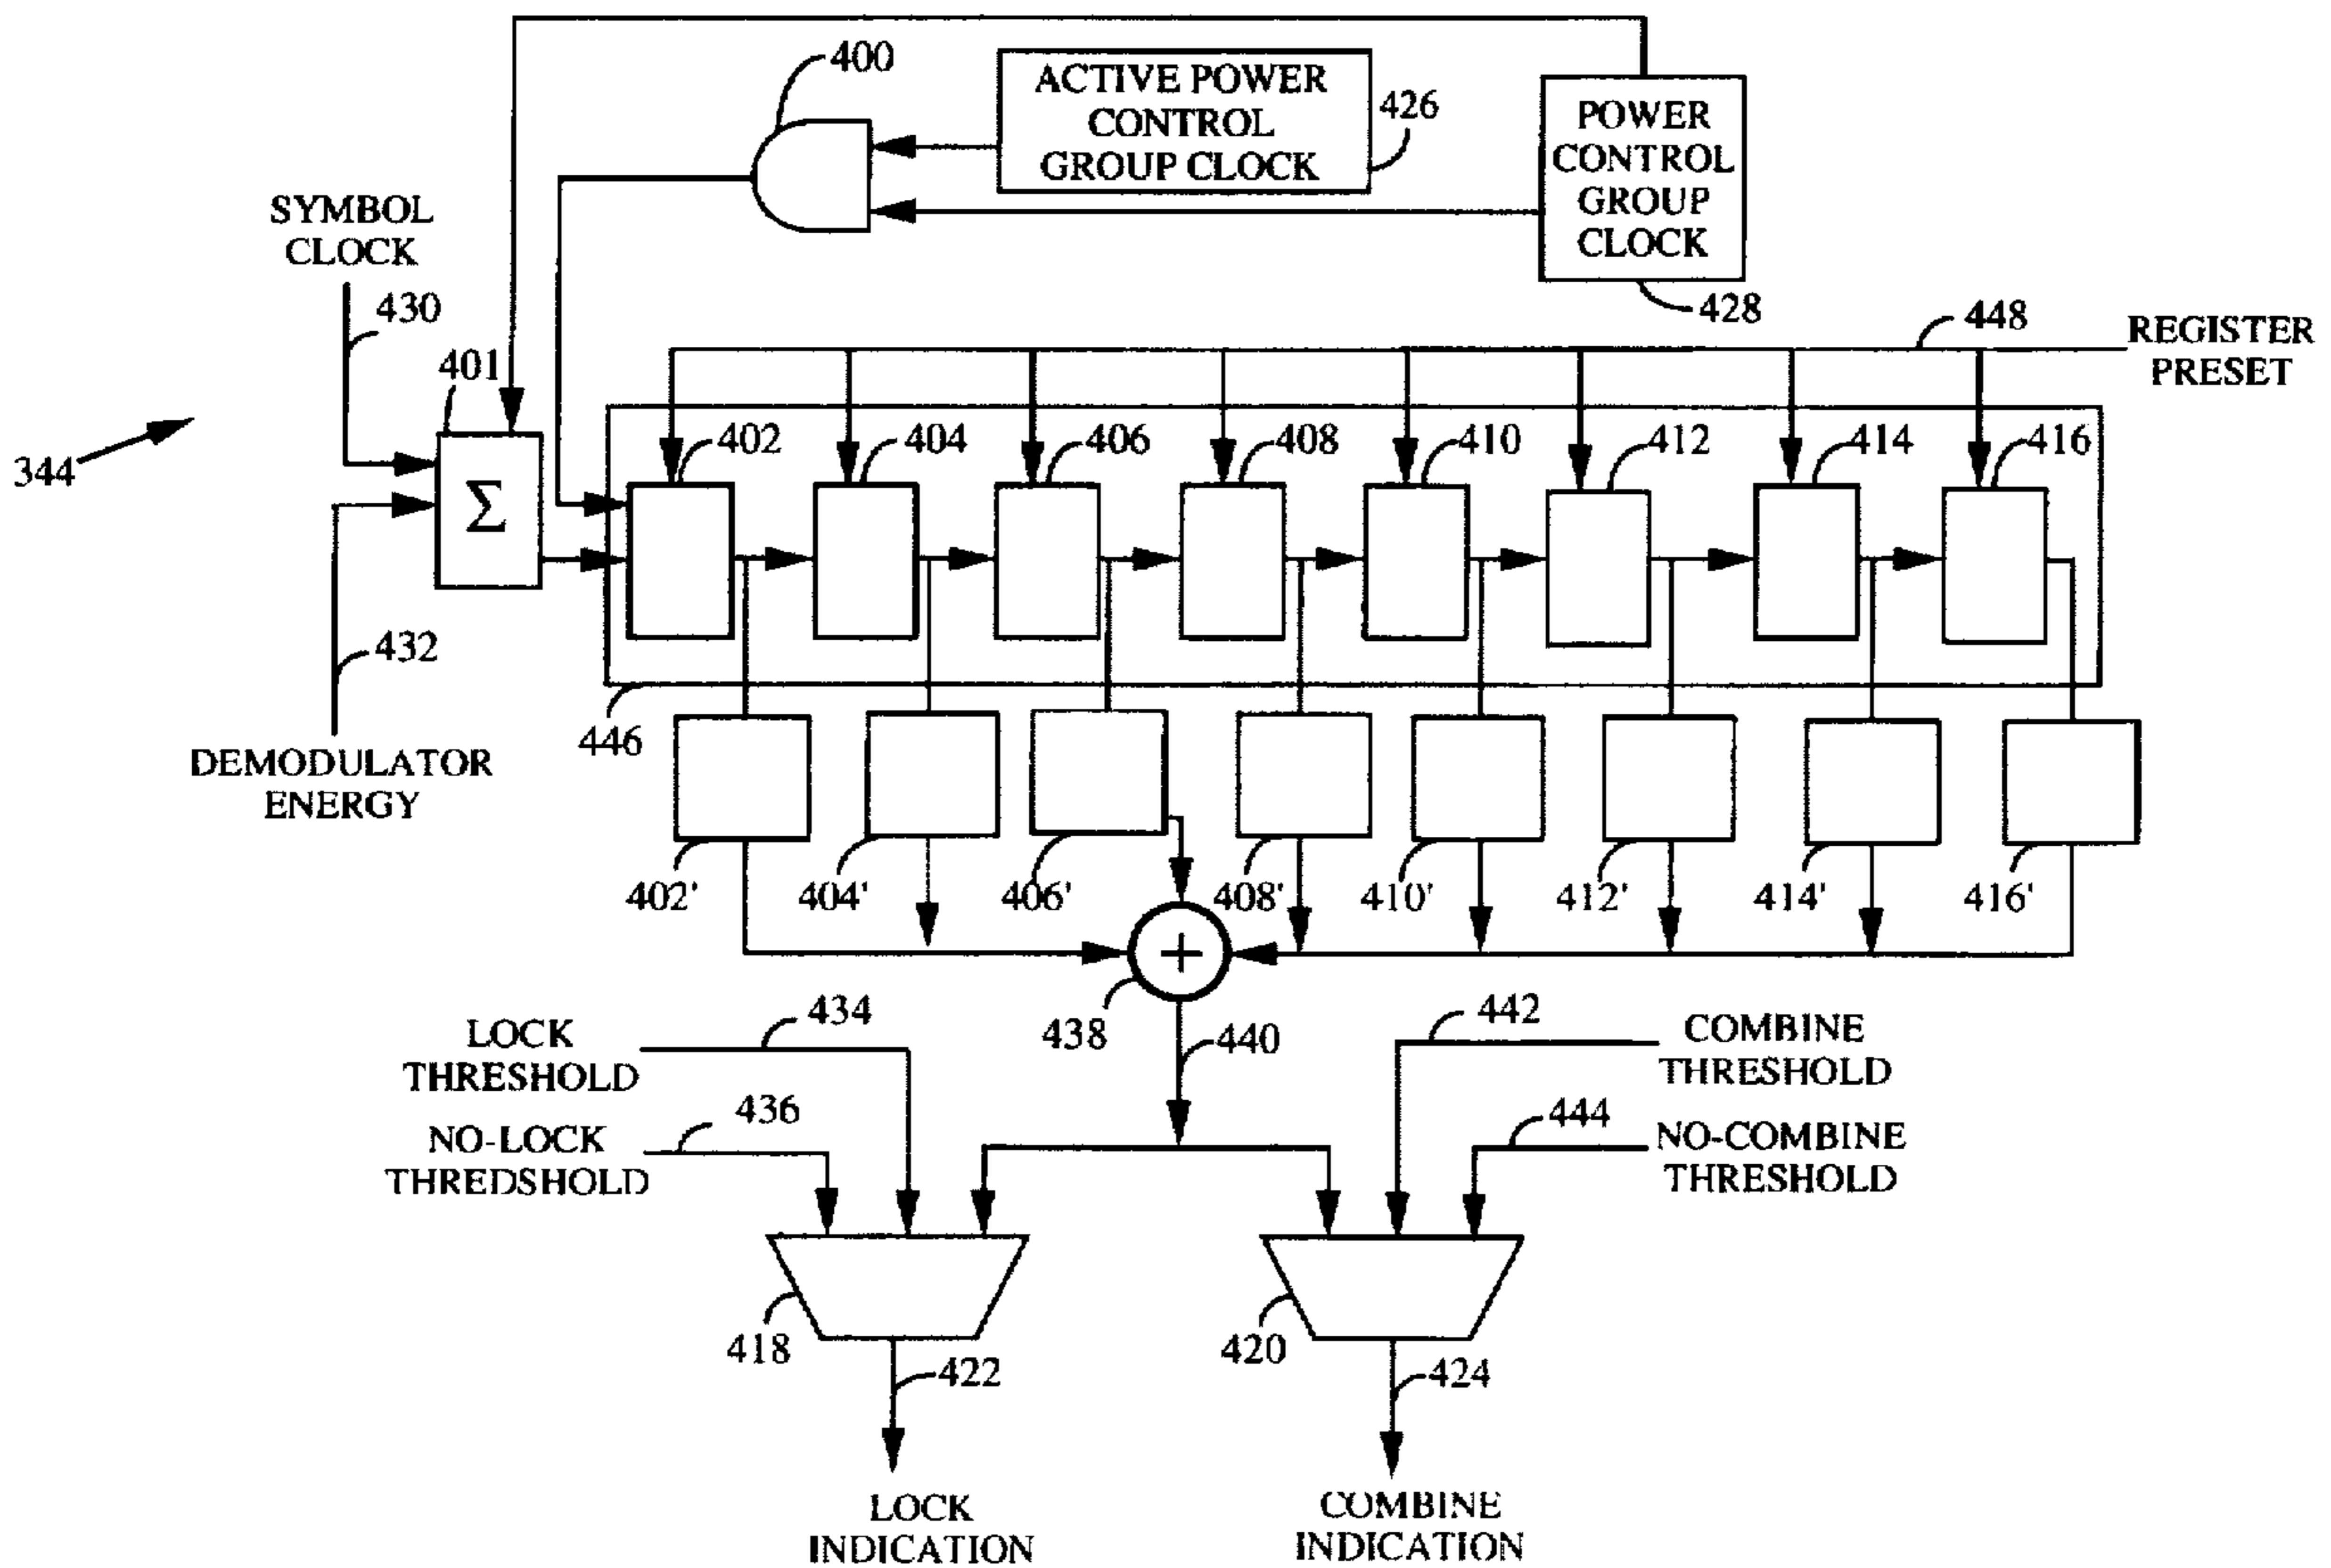 400
ACTIVE POWER
CONTROL
GROUP CLOCK
426
POWER
CONTROL
GROUP
CLOCK
428
SYMBOL
CLOCK
430
401
448
REGISTER
PRESET
344
Σ
402
404
406
408
410
412
414
416
432
DEMODULATOR
ENERGY
446
402'
404'
406'
408'
410'
412'
414'
416'
+
438
440
LOCK
THRESHOLD
434
NO-LOCK
THREDSHOLD
436
442
COMBINE
THRESHOLD
444
NO-COMBINE
THRESHOLD
418
422
420
424
LOCK
INDICATION
COMBINE
INDICATION